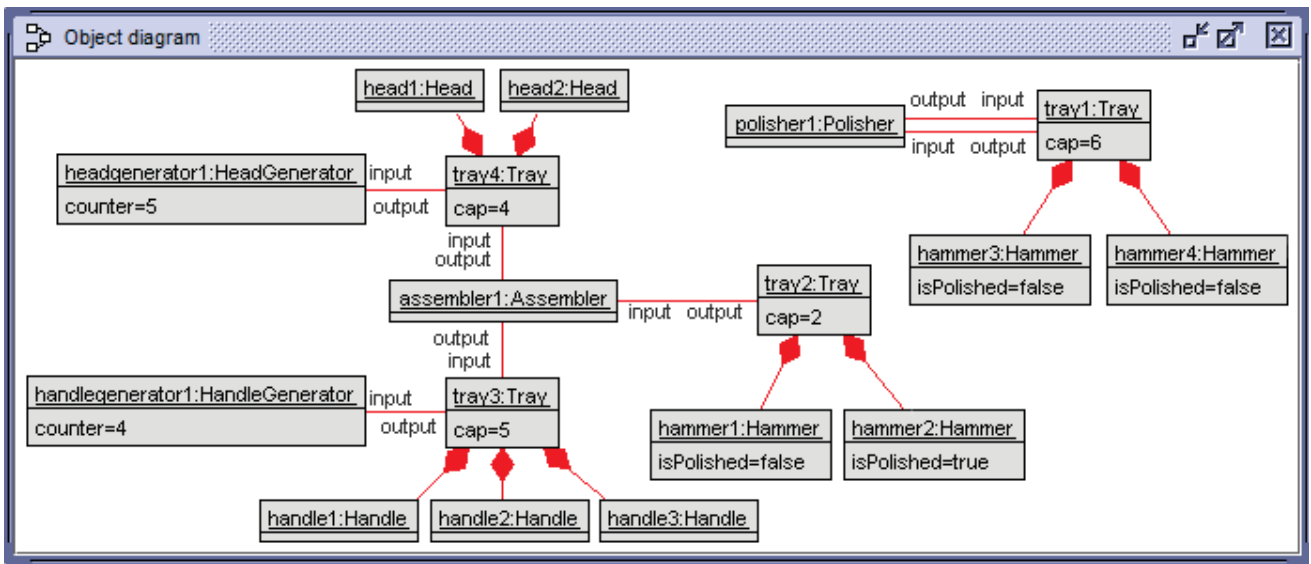 Object diagram
head1:Head
head2:Head
output input
polisher1:Polisher
input output
tray1:Tray
cap=6
headgenerator1:HeadGenerator
counter=5
input
output
tray4:Tray
cap=4
input
output
hammer3:Hammer
isPolished=false
hammer4:Hammer
isPolished=false
assembler1:Assembler
input output
tray2:Tray
cap=2
output
input
handlegenerator1:HandleGenerator
counter=4
input
output
tray3:Tray
cap=5
hammer1:Hammer
isPolished=false
hammer2:Hammer
isPolished=true
handle1:Handle
handle2:Handle
handle3:Handle